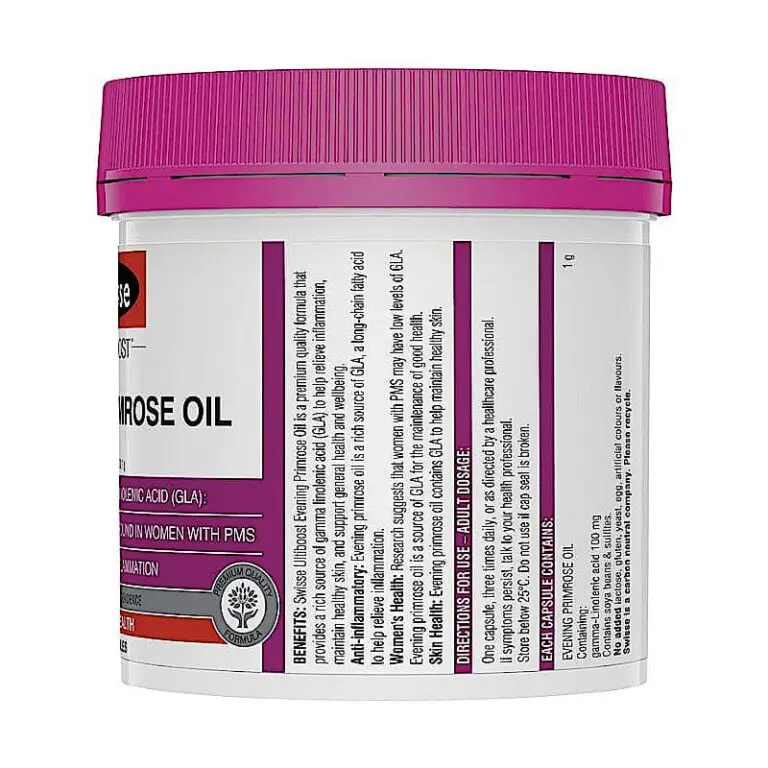 se
OST
MROSE OIL
NOLENIC ACID (GLA):
OUND IN WOMEN WITH PMS
LAMMATION
IDENCE
EALTH
ULES
PREMIUM QUALITY
FORMULA
BENEFITS: Swisse Ultiboost Evening Primrose Oil is a premium quality formula that
provides a rich source of gamma linolenic acid (GLA) to help relieve inflammation,
maintain healthy skin, and support general health and wellbeing.
Anti-inflammatory: Evening primrose oil is a rich source of GLA, a long-chain fatty acid
to help relieve inflammation.
Women's Health: Research suggests that women with PMS may have low levels of GLA.
Evening primrose oil is a source of GLA for the maintenance of good health.
Skin Health: Evening primrose oil contains GLA to help maintain healthy skin.
DIRECTIONS FOR USE – ADULT DOSAGE:
One capsule, three times daily, or as directed by a healthcare professional.
If symptoms persist, talk to your health professional.
Store below 25°C. Do not use if cap seal is broken.
EACH CAPSULE CONTAINS:
EVENING PRIMROSE OIL 1 g
Containing:
gamma-Linolenic acid 100 mg
Contains soya beans & sulfites.
No added lactose, gluten, yeast, egg, artificial colours or flavours.
Swisse is a carbon neutral company. Please recycle.